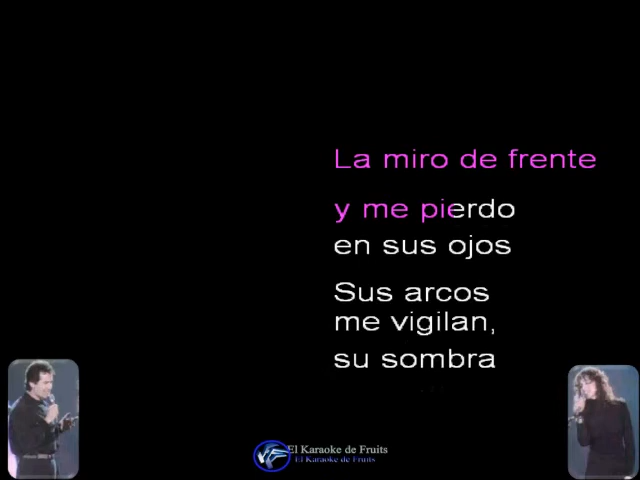 La miro de frente
y me pierdo
en sus ojos
Sus arcos
me vigilan,
su sombra
El Karaoke de Fruits
El Karaoke de Fruits